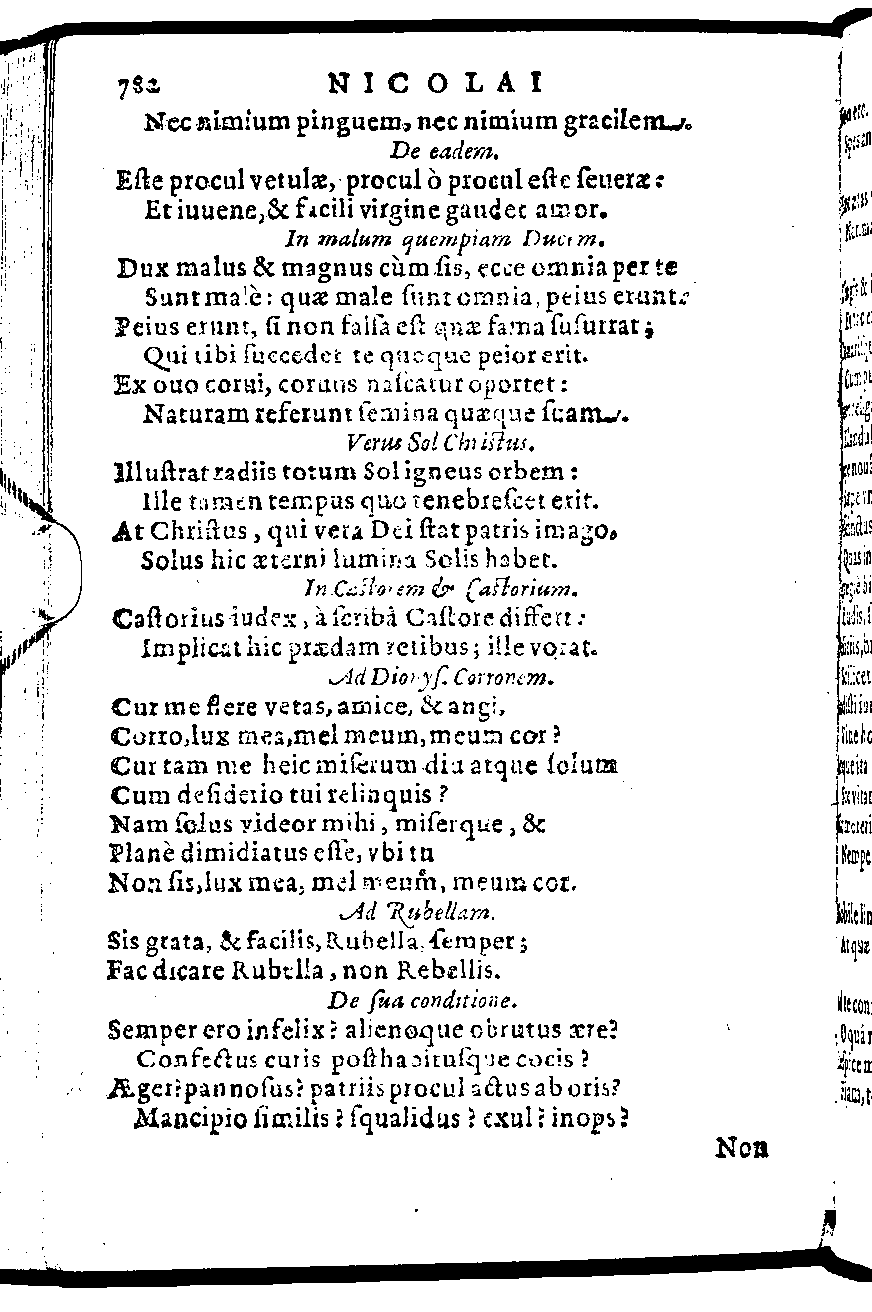 782 NICOLAI
Nec nimium pinguem, nec nimium gracilem.
De eadem.
Eſte procul vetulæ, procul ò procul eſte ſeueræ:
Et iuuene, & facili virgine gaudet amor.
In malum quempiam Ducem.
Dux malus & magnus cùm ſis, ecce omnia per te
Sunt malè: quæ male ſunt omnia, peius erunt:
Peius erunt, ſi non falſa eſt quæ fama ſuſurrat;
Qui tibi ſuccedet te quoque peior erit.
Ex ouo corui, coruus naſcatur oportet:
Naturam referunt ſemina quæque ſuam.
Verus Sol Chriſtus.
Illuſtrat radiis totum Sol igneus orbem:
Ille tamen tempus quo tenebreſcet erit.
At Chriſtus, qui vera Dei ſtat patris imago,
Solus hic æterni lumina Solis habet.
In Caſtorem & Caſtorium.
Caſtorius iudex, à ſcribâ Caſtore differt:
Implicat hic prædam retibus; ille vorat.
Ad Dionyſ. Corronem.
Cur me flere vetas, amice, & angi,
Corro, lux mea, mel meum, meum cor?
Cur tam me heic miſerum diu atque ſolum
Cum deſiderio tui relinquis?
Nam ſolus videor mihi, miſerque, &
Planè dimidiatus eſſe, vbi tu
Non ſis, lux mea, mel meum, meum cor.
Ad Rubellam.
Sis grata, & facilis, Rubella, ſemper;
Fac dicare Rubella, non Rebellis.
De ſua conditione.
Semper ero infelix? alienoque obrutus ære?
Confectus curis poſthabituſque cocis?
Æger? pannoſus? patriis procul actus ab oris?
Mancipio ſimilis? ſqualidus? exul? inops?
Non